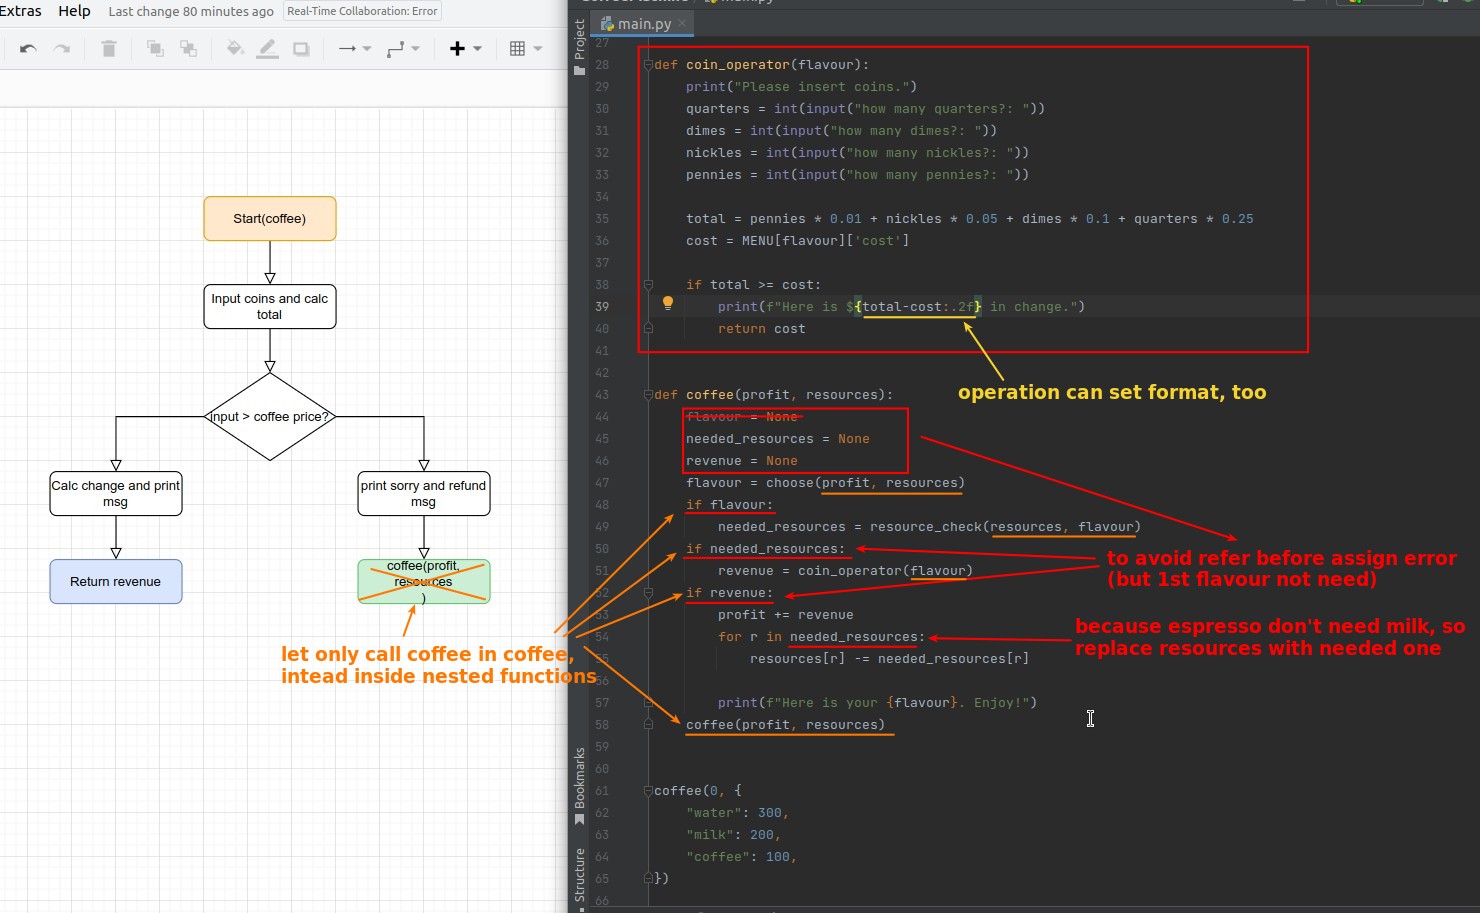 Extras Help Last change 80 minutes ago Real-Time Collaboration: Error
Start(coffee)
Input coins and calc
total
input > coffee price?
Calc change and print
msg
print sorry and refund
msg
Return revenue
coffee(profit,
resources
)
let only call coffee in coffee,
intead inside nested functions
Project
Bookmarks
Structure
main.py
27
28 def coin_operator(flavour):
29 print("Please insert coins.")
30 quarters = int(input("how many quarters?: "))
31 dimes = int(input("how many dimes?: "))
32 nickles = int(input("how many nickles?: "))
33 pennies = int(input("how many pennies?: "))
34
35 total = pennies * 0.01 + nickles * 0.05 + dimes * 0.1 + quarters * 0.25
36 cost = MENU[flavour]['cost']
37
38 if total >= cost:
39 print(f"Here is ${total-cost:.2f} in change.")
40 return cost
41
42
operation can set format, too
43 def coffee(profit, resources):
44 flavour = None
45 needed_resources = None
46 revenue = None
47 flavour = choose(profit, resources)
48 if flavour:
49 needed_resources = resource_check(resources, flavour)
50 if needed_resources:
51 revenue = coin_operator(flavour)
52 if revenue:
53 profit += revenue
54 for r in needed_resources:
55 resources[r] -= needed_resources[r]
56
57 print(f"Here is your {flavour}. Enjoy!")
58 coffee(profit, resources)
59
60
61 coffee(0, {
62 "water": 300,
63 "milk": 200,
64 "coffee": 100,
65 })
66
to avoid refer before assign error
(but 1st flavour not need)
because espresso don't need milk, so
replace resources with needed one